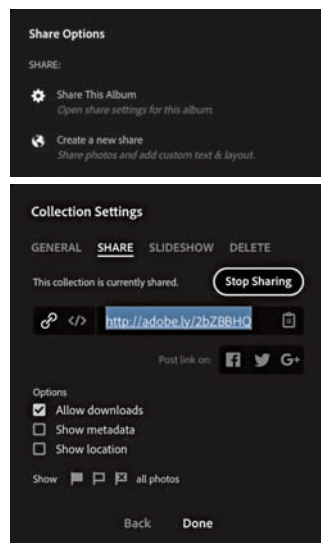 Share Options
SHARE:
Share This Album
Open share settings for this album.
Create a new share
Share photos and add custom text & layout.
Collection Settings
GENERAL SHARE SLIDESHOW DELETE
This collection is currently shared. Stop Sharing
</> http://adobe.ly/2bZBBHQ
Post link on: f G+
Options
Allow downloads
Show metadata
Show location
Show all photos
Back Done